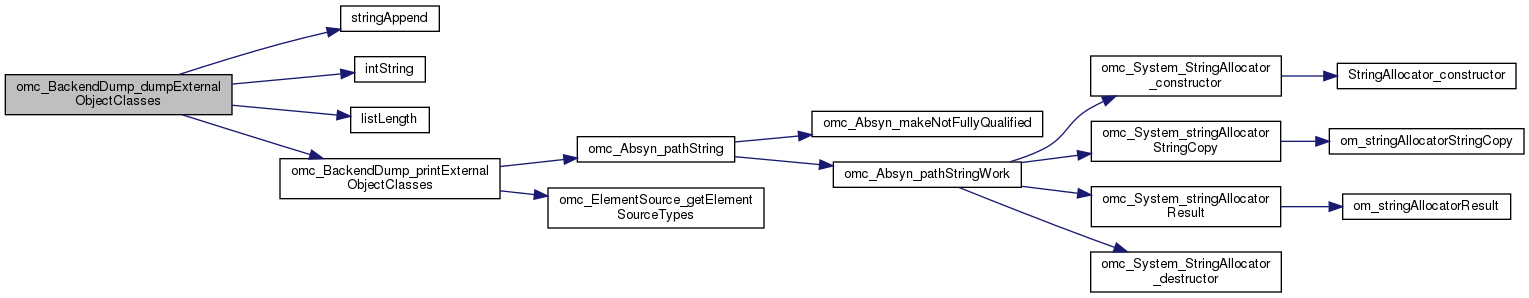 omc_BackendDump_dumpExternal
ObjectClasses
stringAppend
intString
listLength
omc_BackendDump_printExternal
ObjectClasses
omc_Absyn_pathString
omc_ElementSource_getElement
SourceTypes
omc_Absyn_makeNotFullyQualified
omc_Absyn_pathStringWork
omc_System_StringAllocator
_constructor
omc_System_stringAllocator
StringCopy
omc_System_stringAllocator
Result
omc_System_StringAllocator
_destructor
StringAllocator_constructor
om_stringAllocatorStringCopy
om_stringAllocatorResult